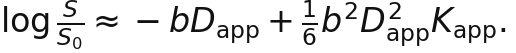 log S/S₀ ≈ −bD_app + 1/6 b²D²_app K_app.